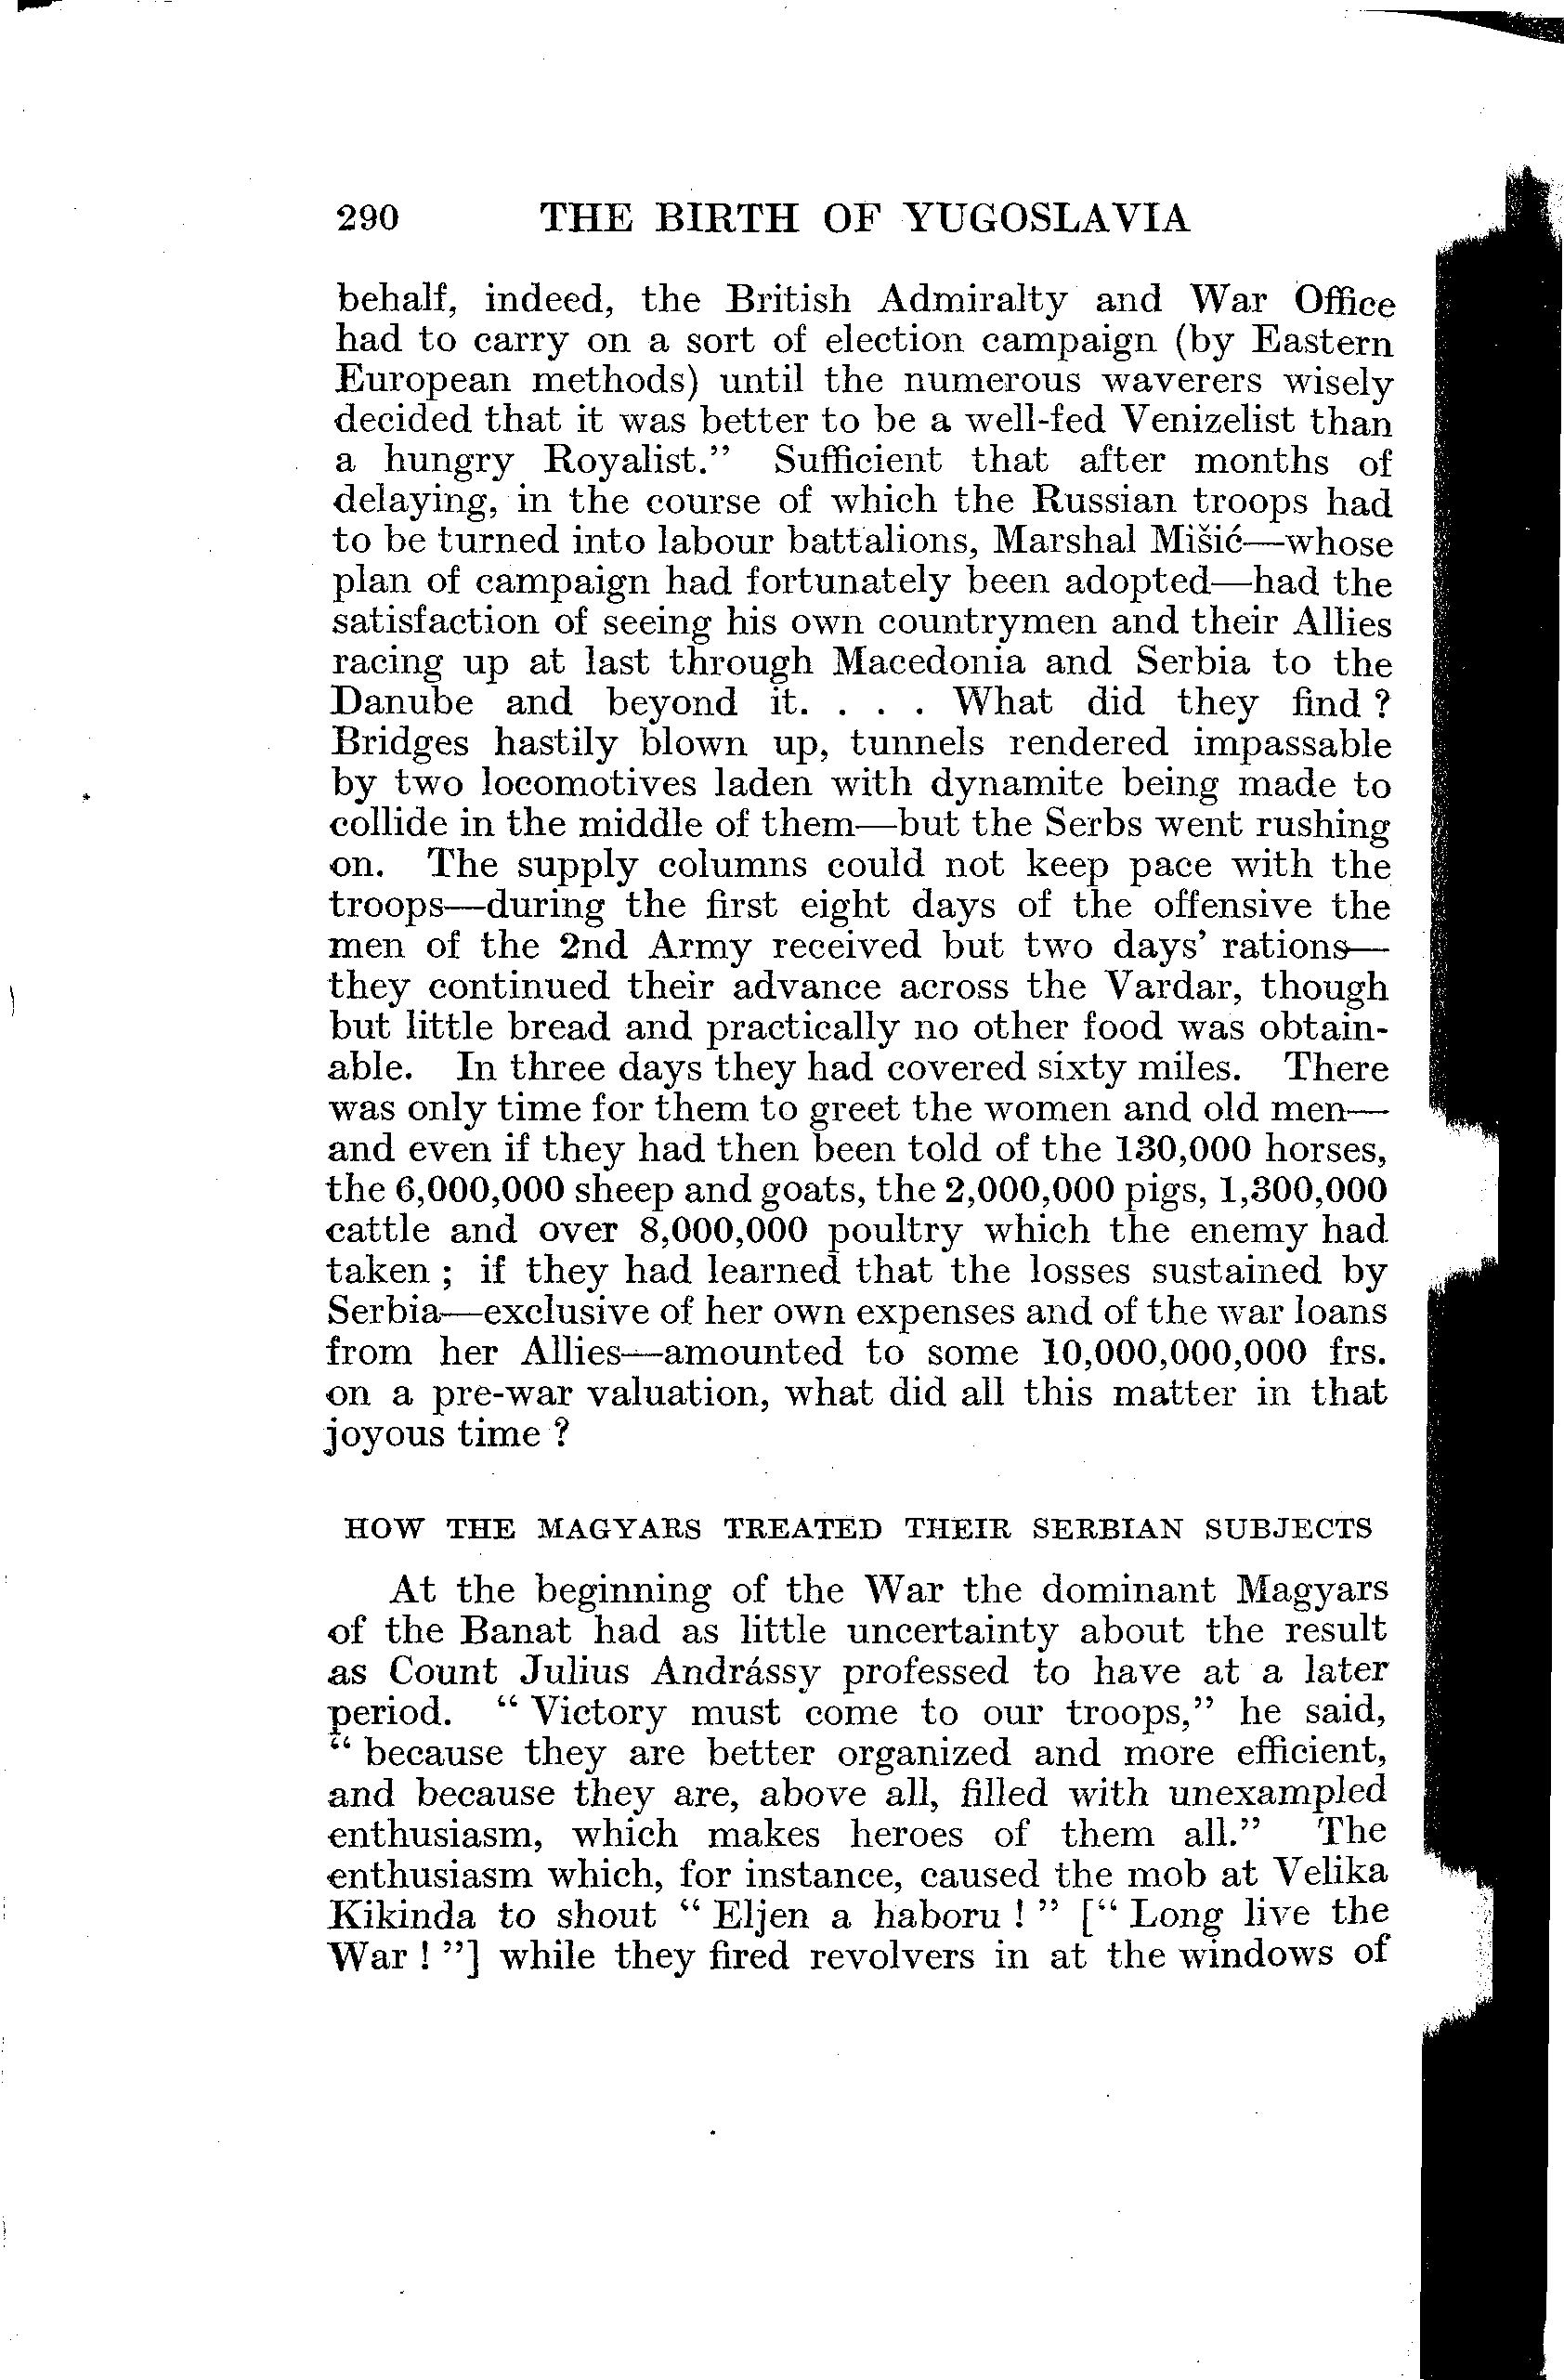 290 THE BIRTH OF YUGOSLAVIA
behalf, indeed, the British Admiralty and War Office
had to carry on a sort of election campaign (by Eastern
European methods) until the numerous waverers wisely
decided that it was better to be a well-fed Venizelist than
a hungry Royalist.” Sufficient that after months of
delaying, in the course of which the Russian troops had
to be turned into labour battalions, Marshal Mišić—whose
plan of campaign had fortunately been adopted—had the
satisfaction of seeing his own countrymen and their Allies
racing up at last through Macedonia and Serbia to the
Danube and beyond it. . . . What did they find ?
Bridges hastily blown up, tunnels rendered impassable
by two locomotives laden with dynamite being made to
collide in the middle of them—but the Serbs went rushing
on. The supply columns could not keep pace with the
troops—during the first eight days of the offensive the
men of the 2nd Army received but two days’ rations—
they continued their advance across the Vardar, though
but little bread and practically no other food was obtain-
able. In three days they had covered sixty miles. There
was only time for them to greet the women and old men—
and even if they had then been told of the 130,000 horses,
the 6,000,000 sheep and goats, the 2,000,000 pigs, 1,300,000
cattle and over 8,000,000 poultry which the enemy had
taken ; if they had learned that the losses sustained by
Serbia—exclusive of her own expenses and of the war loans
from her Allies—amounted to some 10,000,000,000 frs.
on a pre-war valuation, what did all this matter in that
joyous time ?
HOW THE MAGYARS TREATED THEIR SERBIAN SUBJECTS
At the beginning of the War the dominant Magyars
of the Banat had as little uncertainty about the result
as Count Julius Andrássy professed to have at a later
period. “ Victory must come to our troops,” he said,
“ because they are better organized and more efficient,
and because they are, above all, filled with unexampled
enthusiasm, which makes heroes of them all.” The
enthusiasm which, for instance, caused the mob at Velika
Kikinda to shout “ Eljen a haboru ! ” [“ Long live the
War ! ”] while they fired revolvers in at the windows of